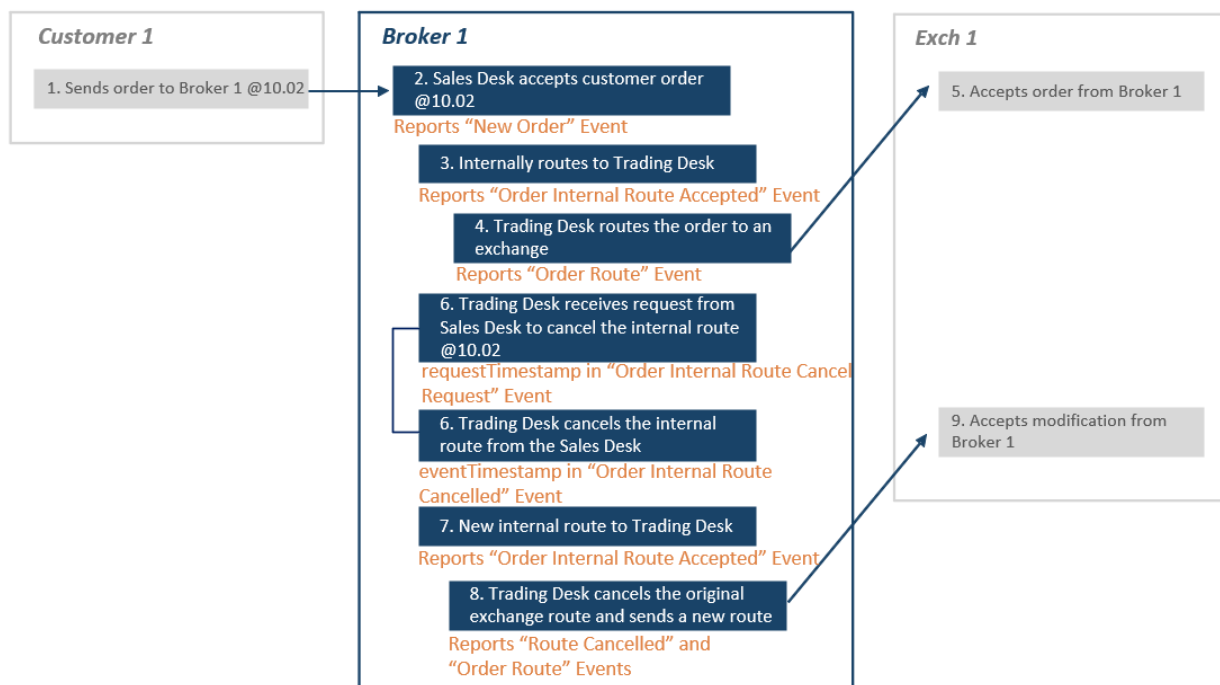 Customer 1
1. Sends order to Broker 1 @10.02
Broker 1
2. Sales Desk accepts customer order
@10.02
Reports “New Order” Event
3. Internally routes to Trading Desk
Reports “Order Internal Route Accepted” Event
4. Trading Desk routes the order to an
exchange
Reports “Order Route” Event
6. Trading Desk receives request from
Sales Desk to cancel the internal route
@10.02
requestTimestamp in “Order Internal Route Cancel
Request” Event
6. Trading Desk cancels the internal
route from the Sales Desk
eventTimestamp in “Order Internal Route
Cancelled” Event
7. New internal route to Trading Desk
Reports “Order Internal Route Accepted” Event
8. Trading Desk cancels the original
exchange route and sends a new route
Reports “Route Cancelled” and
“Order Route” Events
Exch 1
5. Accepts order from Broker 1
9. Accepts modification from
Broker 1